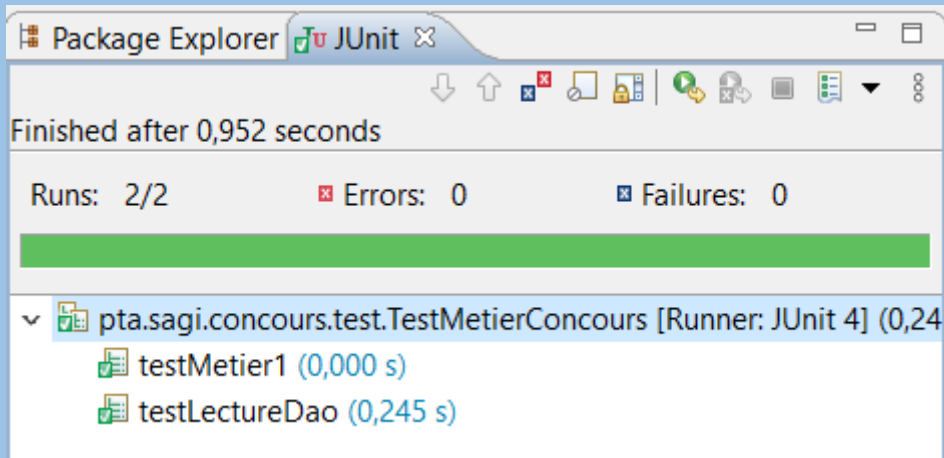 Package Explorer JUnit
Finished after 0,952 seconds
Runs: 2/2 Errors: 0 Failures: 0
pta.sagi.concours.test.TestMetierConcours [Runner: JUnit 4] (0,24
testMetier1 (0,000 s)
testLectureDao (0,245 s)